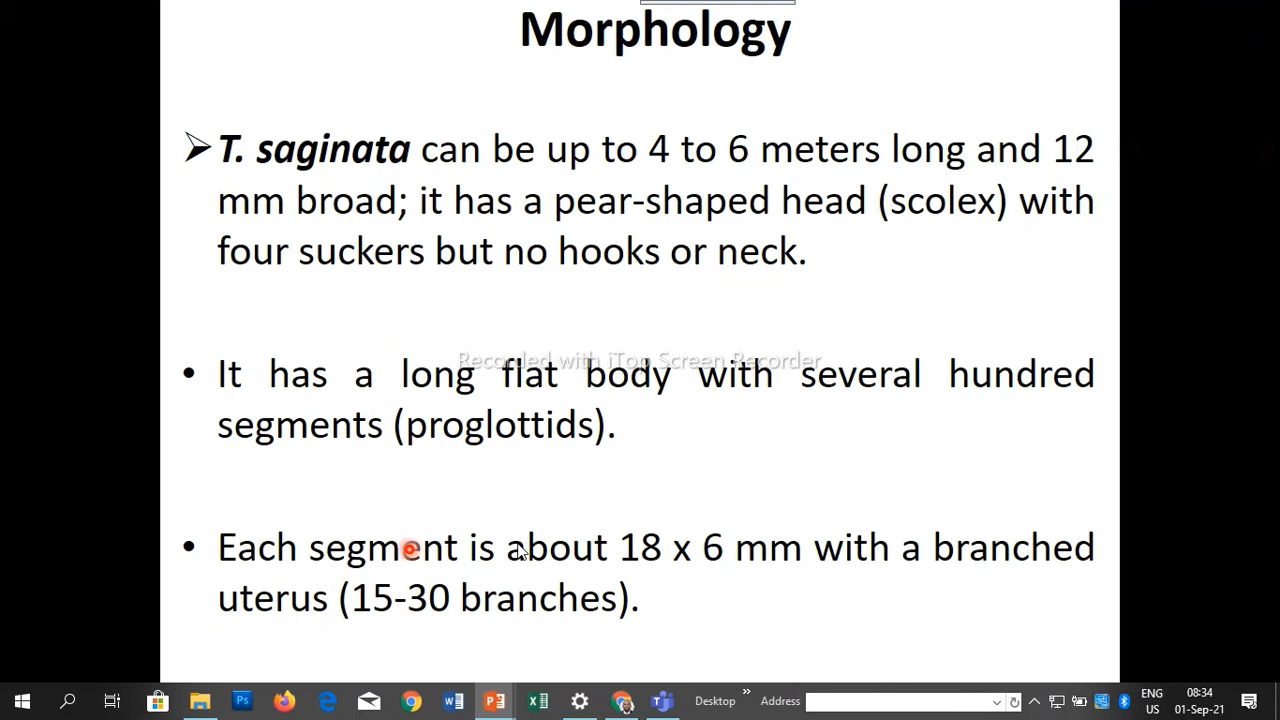 Morphology
➢ T. saginata can be up to 4 to 6 meters long and 12
mm broad; it has a pear-shaped head (scolex) with
four suckers but no hooks or neck.
Recorded with iTop Screen Recorder
• It has a long flat body with several hundred
segments (proglottids).
• Each segment is about 18 x 6 mm with a branched
uterus (15-30 branches).
Desktop » Address ENG 08:34
US 01-Sep-21